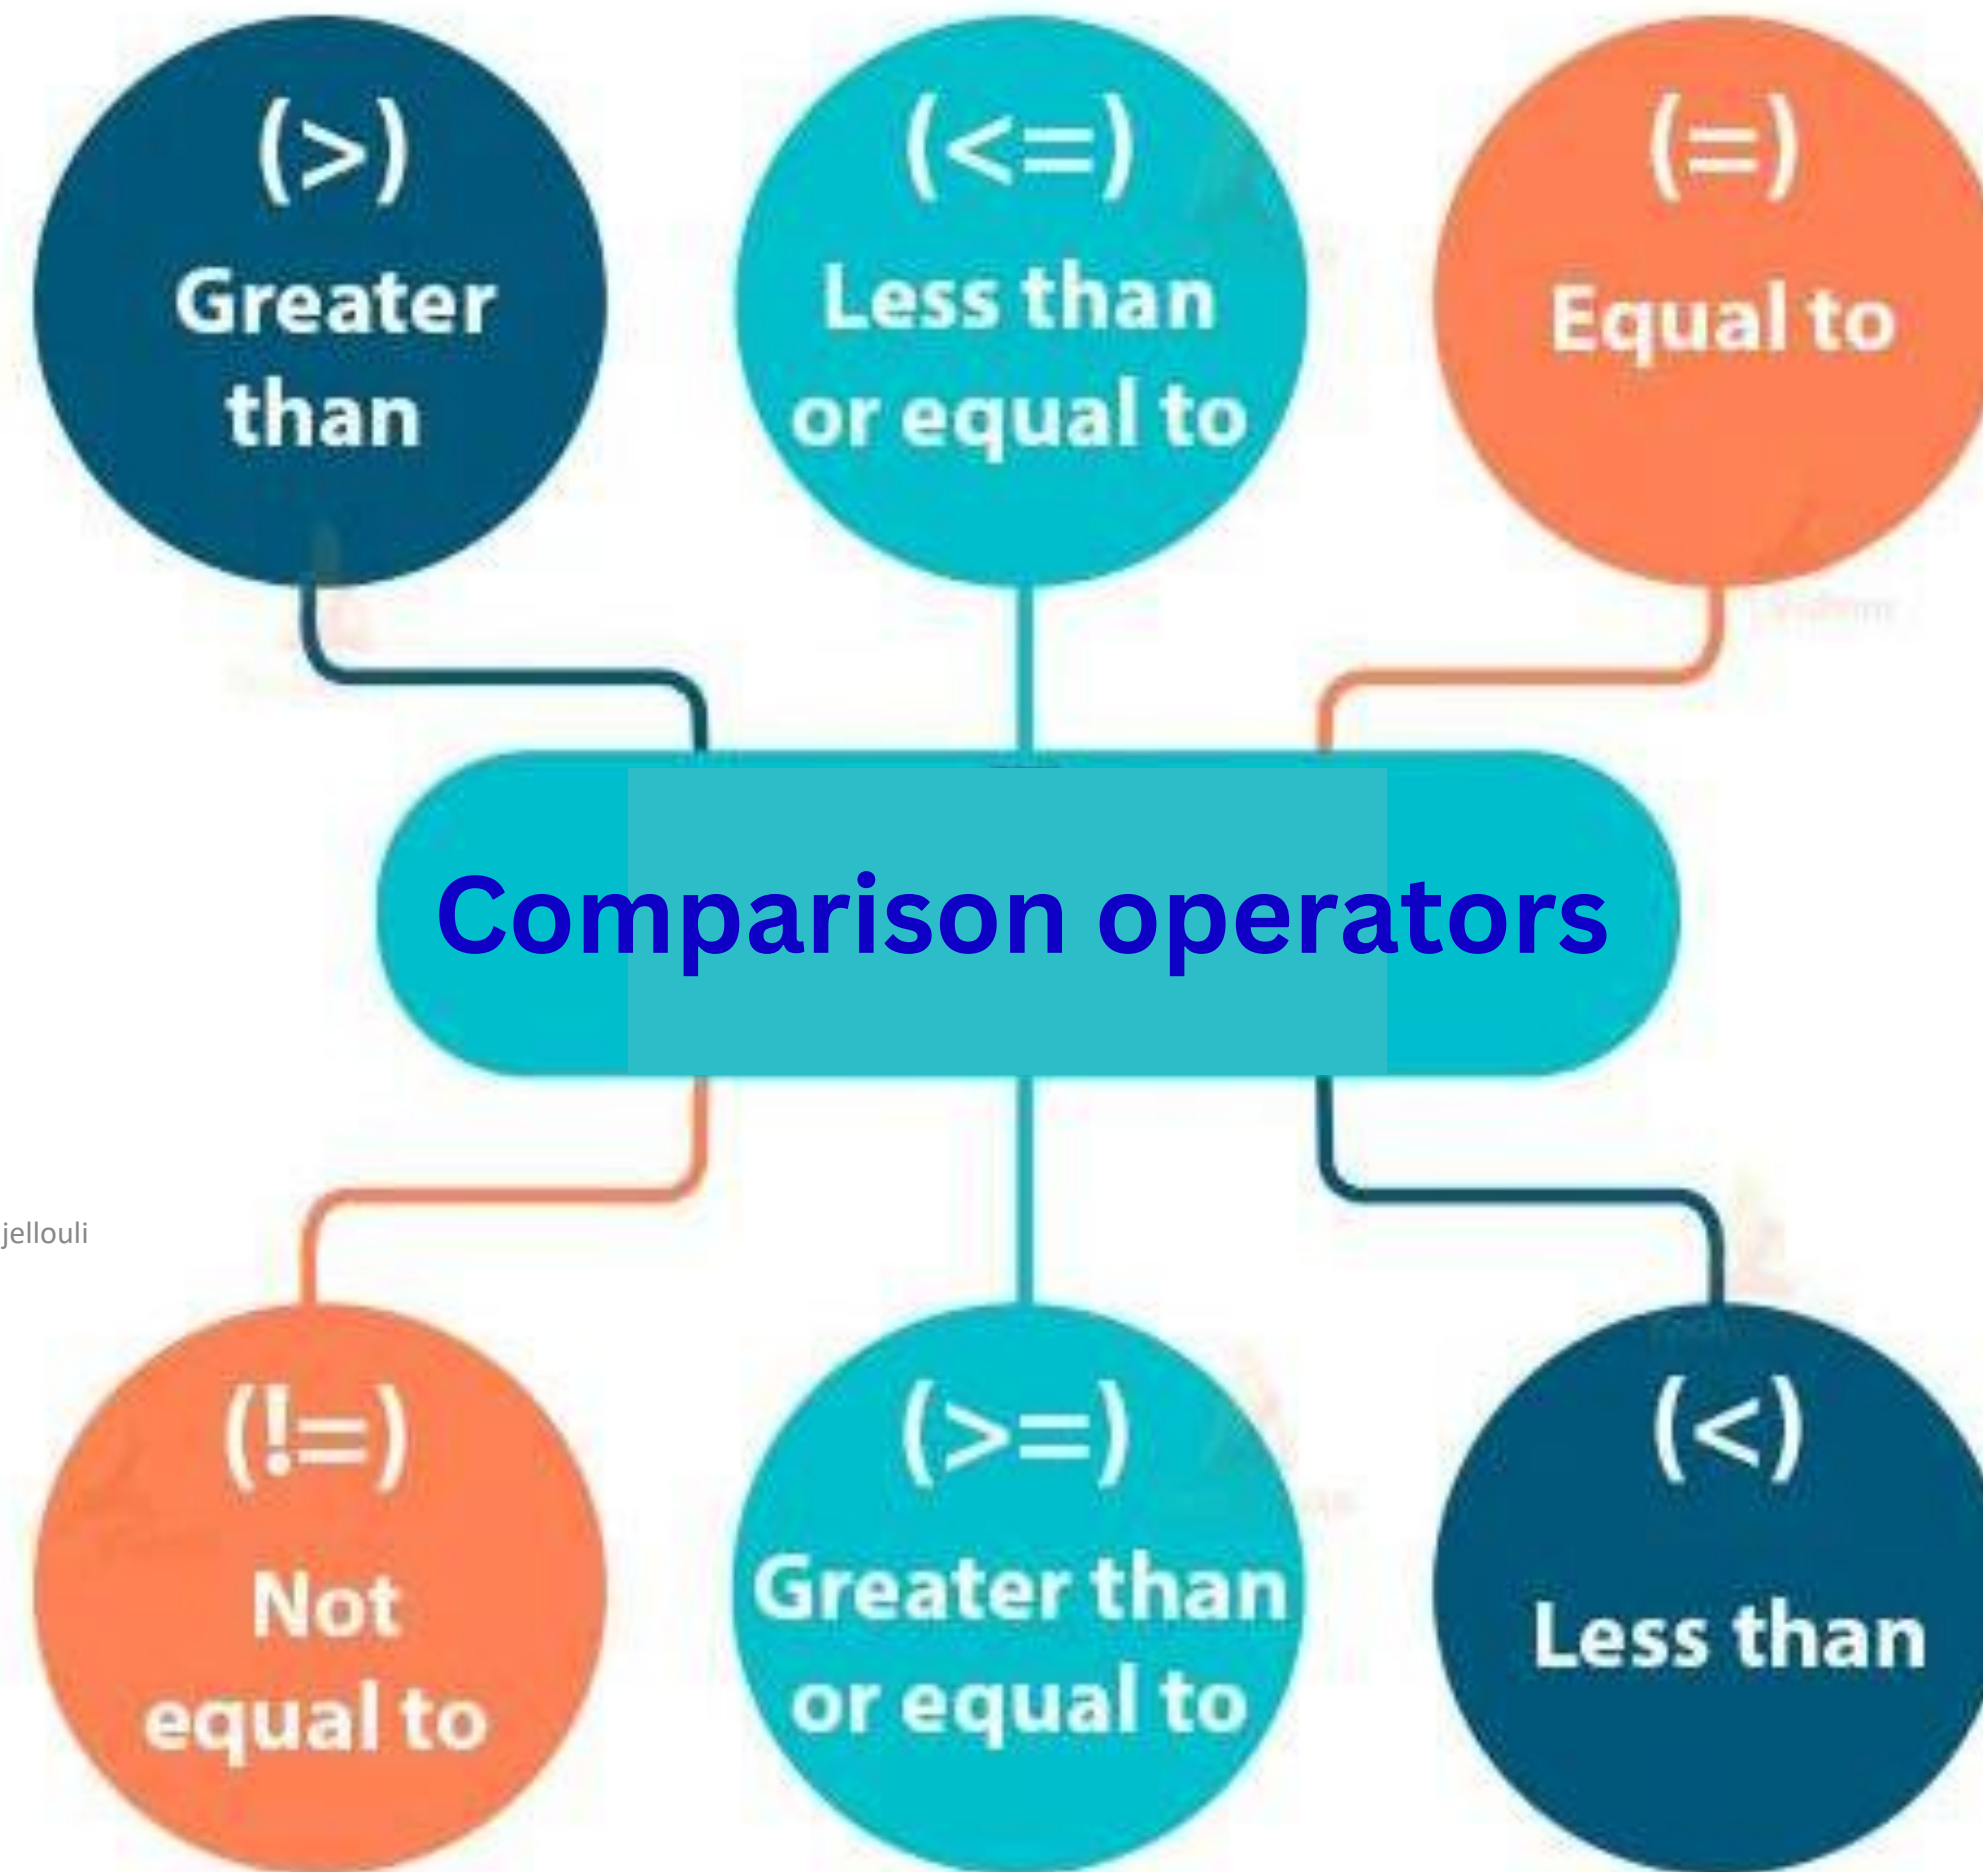 (>)
Greater
than
(<=)
Less than
or equal to
(=)
Equal to
Comparison operators
jellouli
(!=)
Not
equal to
(>=)
Greater than
or equal to
(<)
Less than